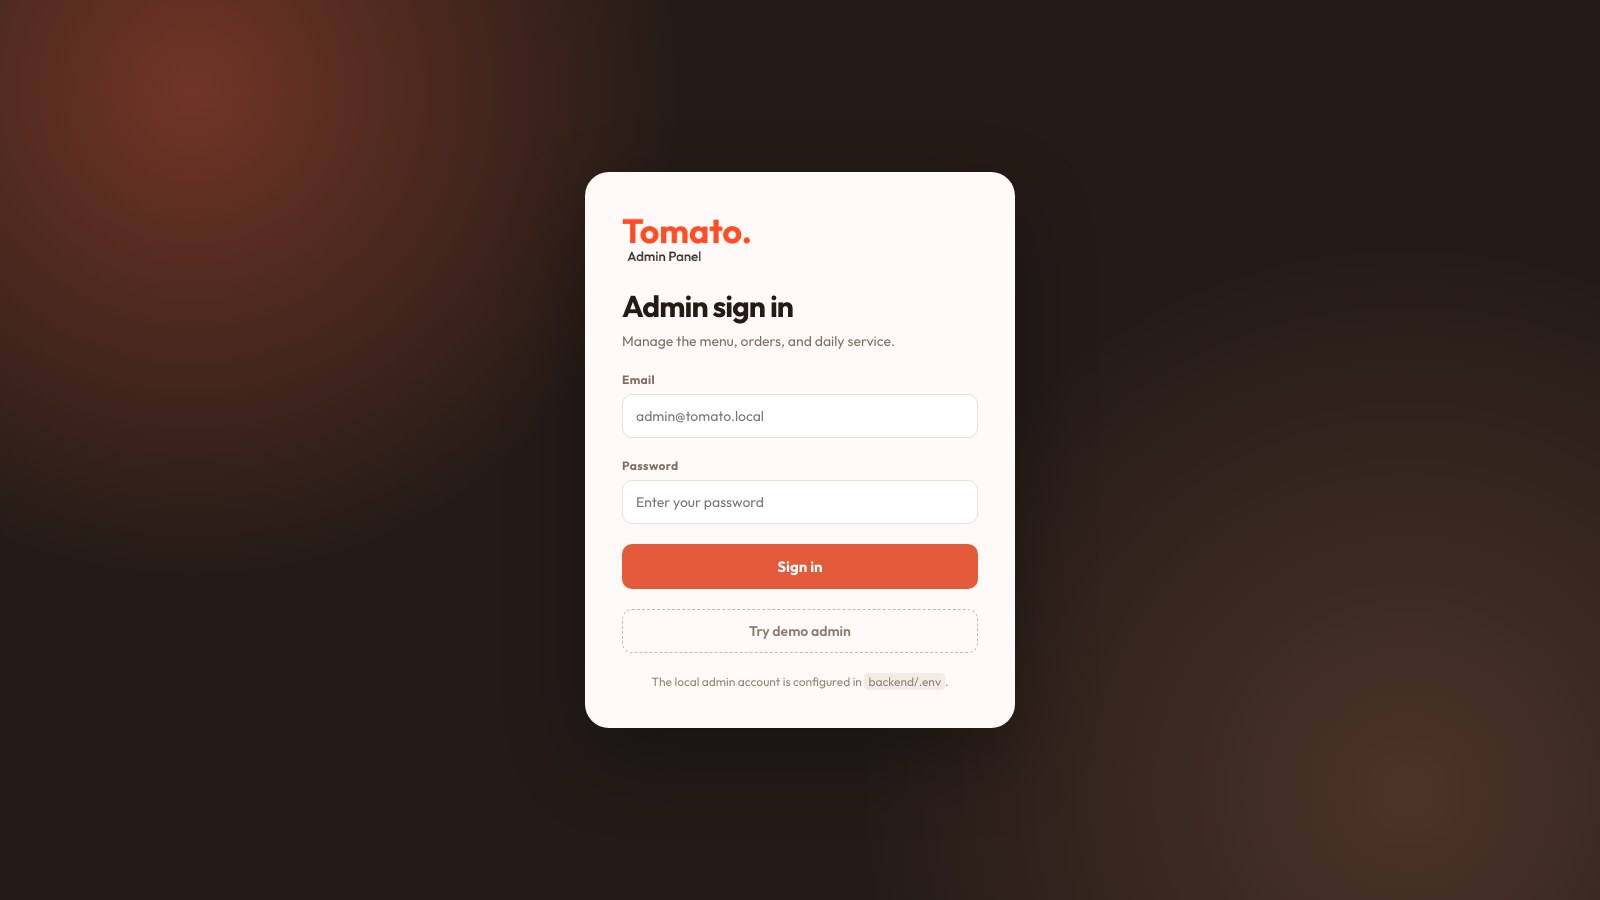 Tomato.
Admin Panel
Admin sign in
Manage the menu, orders, and daily service.
Email
admin@tomato.local
Password
Enter your password
Sign in
Try demo admin
The local admin account is configured in backend/.env.